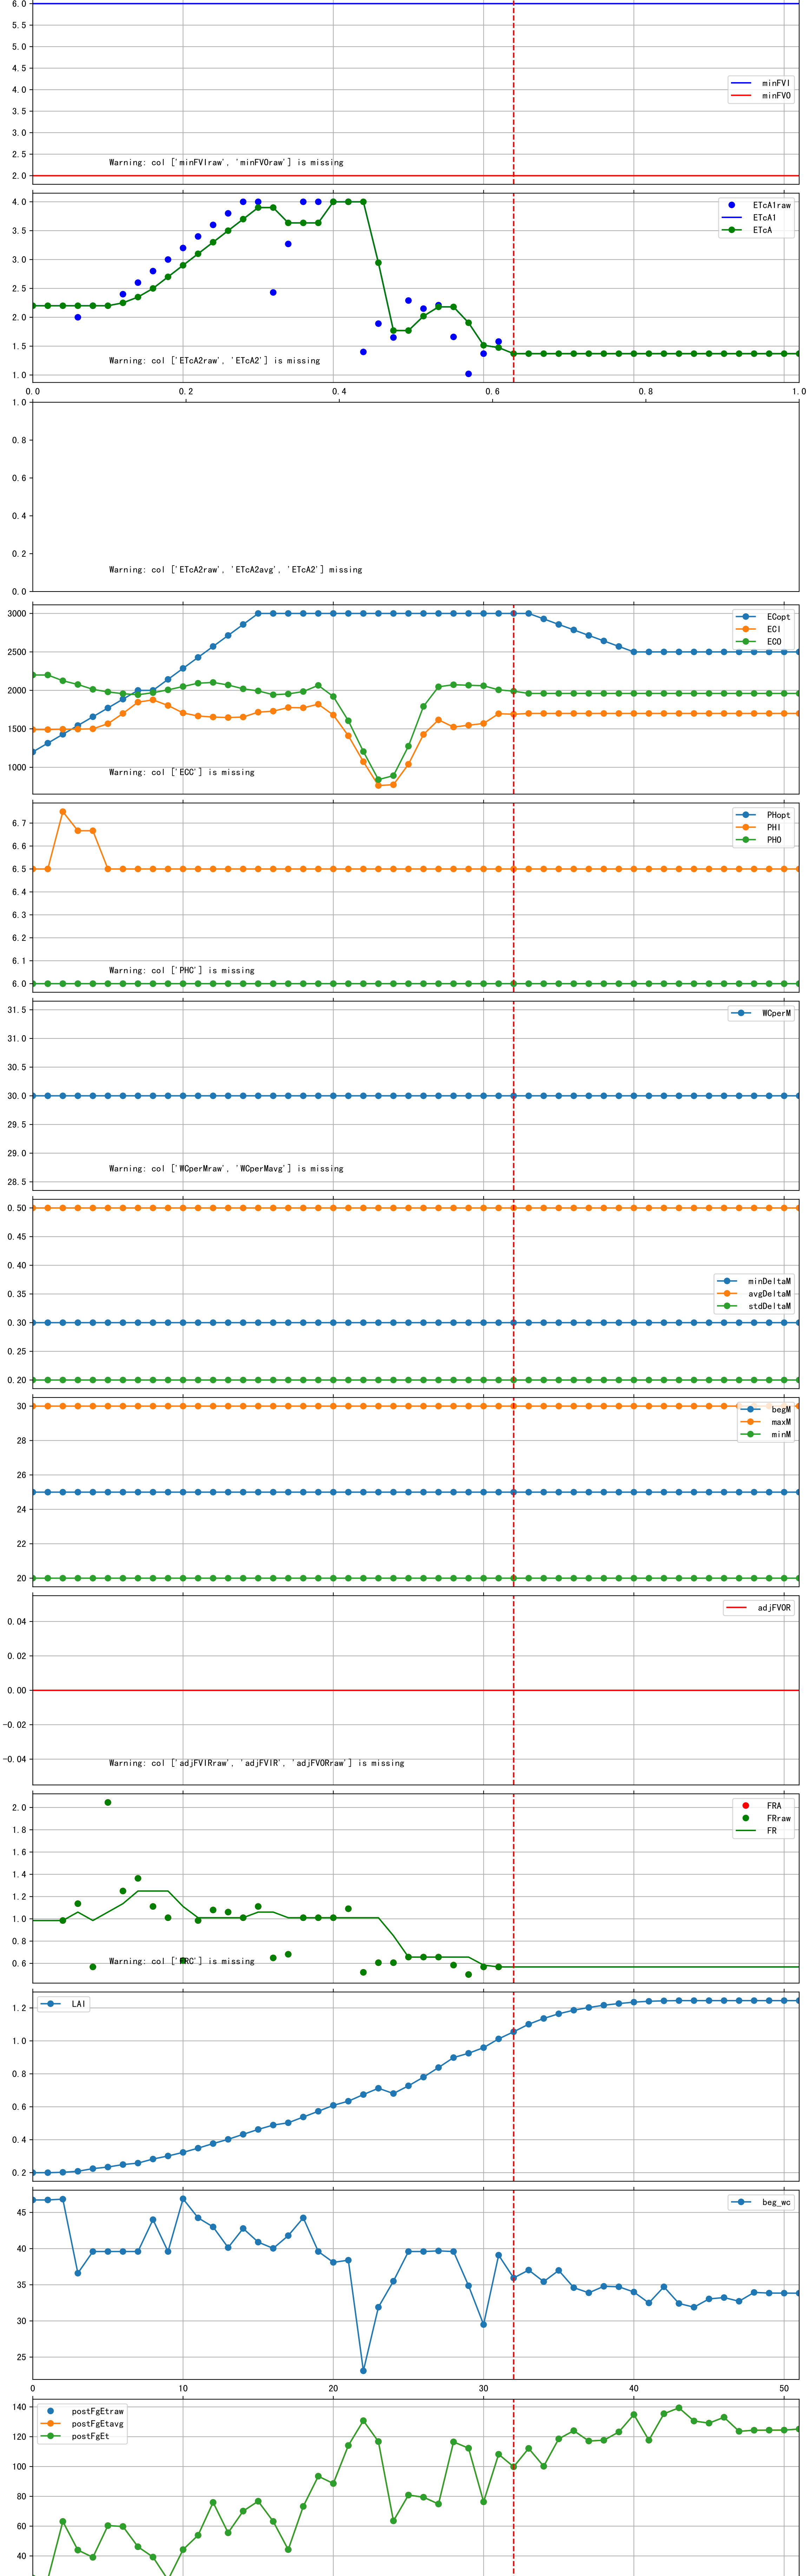 6.0
5.5
5.0
4.5
4.0
3.5
3.0
2.5
2.0
minFVI
minFVO
Warning: col ['minFVIraw', 'minFVOraw'] is missing
4.0
3.5
3.0
2.5
2.0
1.5
1.0
ETcA1raw
ETcA1
ETcA
Warning: col ['ETcA2raw', 'ETcA2'] is missing
0.0 0.2 0.4 0.6 0.8 1.0
1.0
0.8
0.6
0.4
0.2
0.0
Warning: col ['ETcA2raw', 'ETcA2avg', 'ETcA2'] missing
3000
2500
2000
1500
1000
ECopt
ECI
ECO
Warning: col ['ECC'] is missing
6.7
6.6
6.5
6.4
6.3
6.2
6.1
6.0
PHopt
PHI
PHO
Warning: col ['PHC'] is missing
31.5
31.0
30.5
30.0
29.5
29.0
28.5
WCperM
Warning: col ['WCperMraw', 'WCperMavg'] is missing
0.50
0.45
0.40
0.35
0.30
0.25
0.20
minDeltaM
avgDeltaM
stdDeltaM
30
28
26
24
22
20
begM
maxM
minM
0.04
0.02
0.00
-0.02
-0.04
adjFVOR
Warning: col ['adjFVIRraw', 'adjFVIR', 'adjFVORraw'] is missing
2.0
1.8
1.6
1.4
1.2
1.0
0.8
0.6
FRA
FRraw
FR
Warning: col ['FRC'] is missing
1.2
1.0
0.8
0.6
0.4
0.2
LAI
45
40
35
30
25
beg_wc
0 10 20 30 40 50
140
120
100
80
60
40
postFgEtraw
postFgEtavg
postFgEt